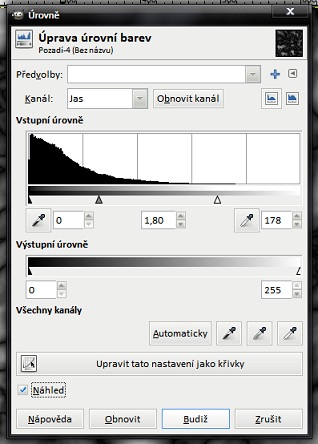 Úrovně
Úprava úrovní barev
Pozadí-4 (Bez názvu)
Předvolby:
Kanál: Jas Obnovit kanál
Vstupní úrovně
0 1,80 178
Výstupní úrovně
0 255
Všechny kanály
Automaticky
Upravit tato nastavení jako křivky
Náhled
Nápověda Obnovit Budiž Zrušit